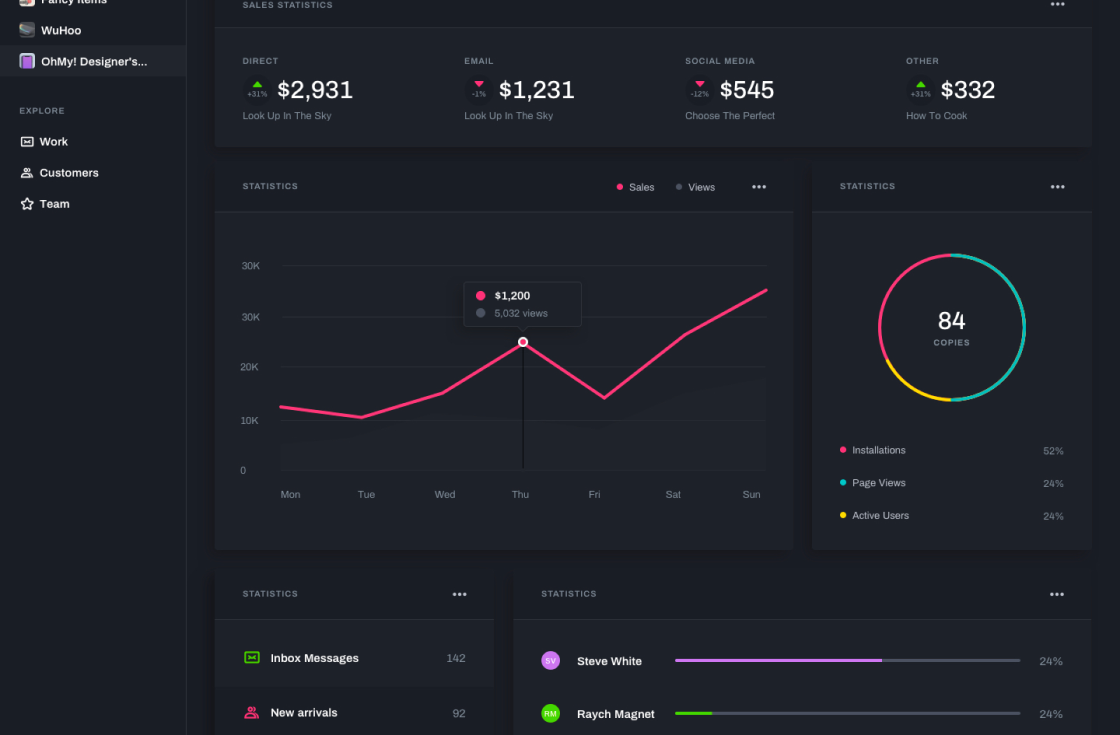 Fancy Items
WuHoo
OhMy! Designer's...
EXPLORE
Work
Customers
Team
SALES STATISTICS
DIRECT
+31%
$2,931
Look Up In The Sky
EMAIL
-1%
$1,231
Look Up In The Sky
SOCIAL MEDIA
-12%
$545
Choose The Perfect
OTHER
+31%
$332
How To Cook
STATISTICS
Sales
Views
30K
30K
20K
10K
0
$1,200
5,032 views
Mon Tue Wed Thu Fri Sat Sun
STATISTICS
84
COPIES
Installations 52%
Page Views 24%
Active Users 24%
STATISTICS
Inbox Messages 142
New arrivals 92
STATISTICS
SV Steve White 24%
RM Raych Magnet 24%